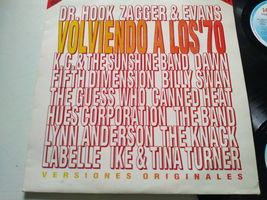 DR. HOOK ZAGGER & EVANS
VOLVIENDO A LOS '70
K.C. & THE SUNSHINE BAND DAWN
FIFTH DIMENSION BILLY SWAN
THE GUESS WHO CANNED HEAT
HUES CORPORATION THE BAND
LYNN ANDERSON THE KNACK
LABELLE IKE & TINA TURNER
VERSIONES ORIGINALES